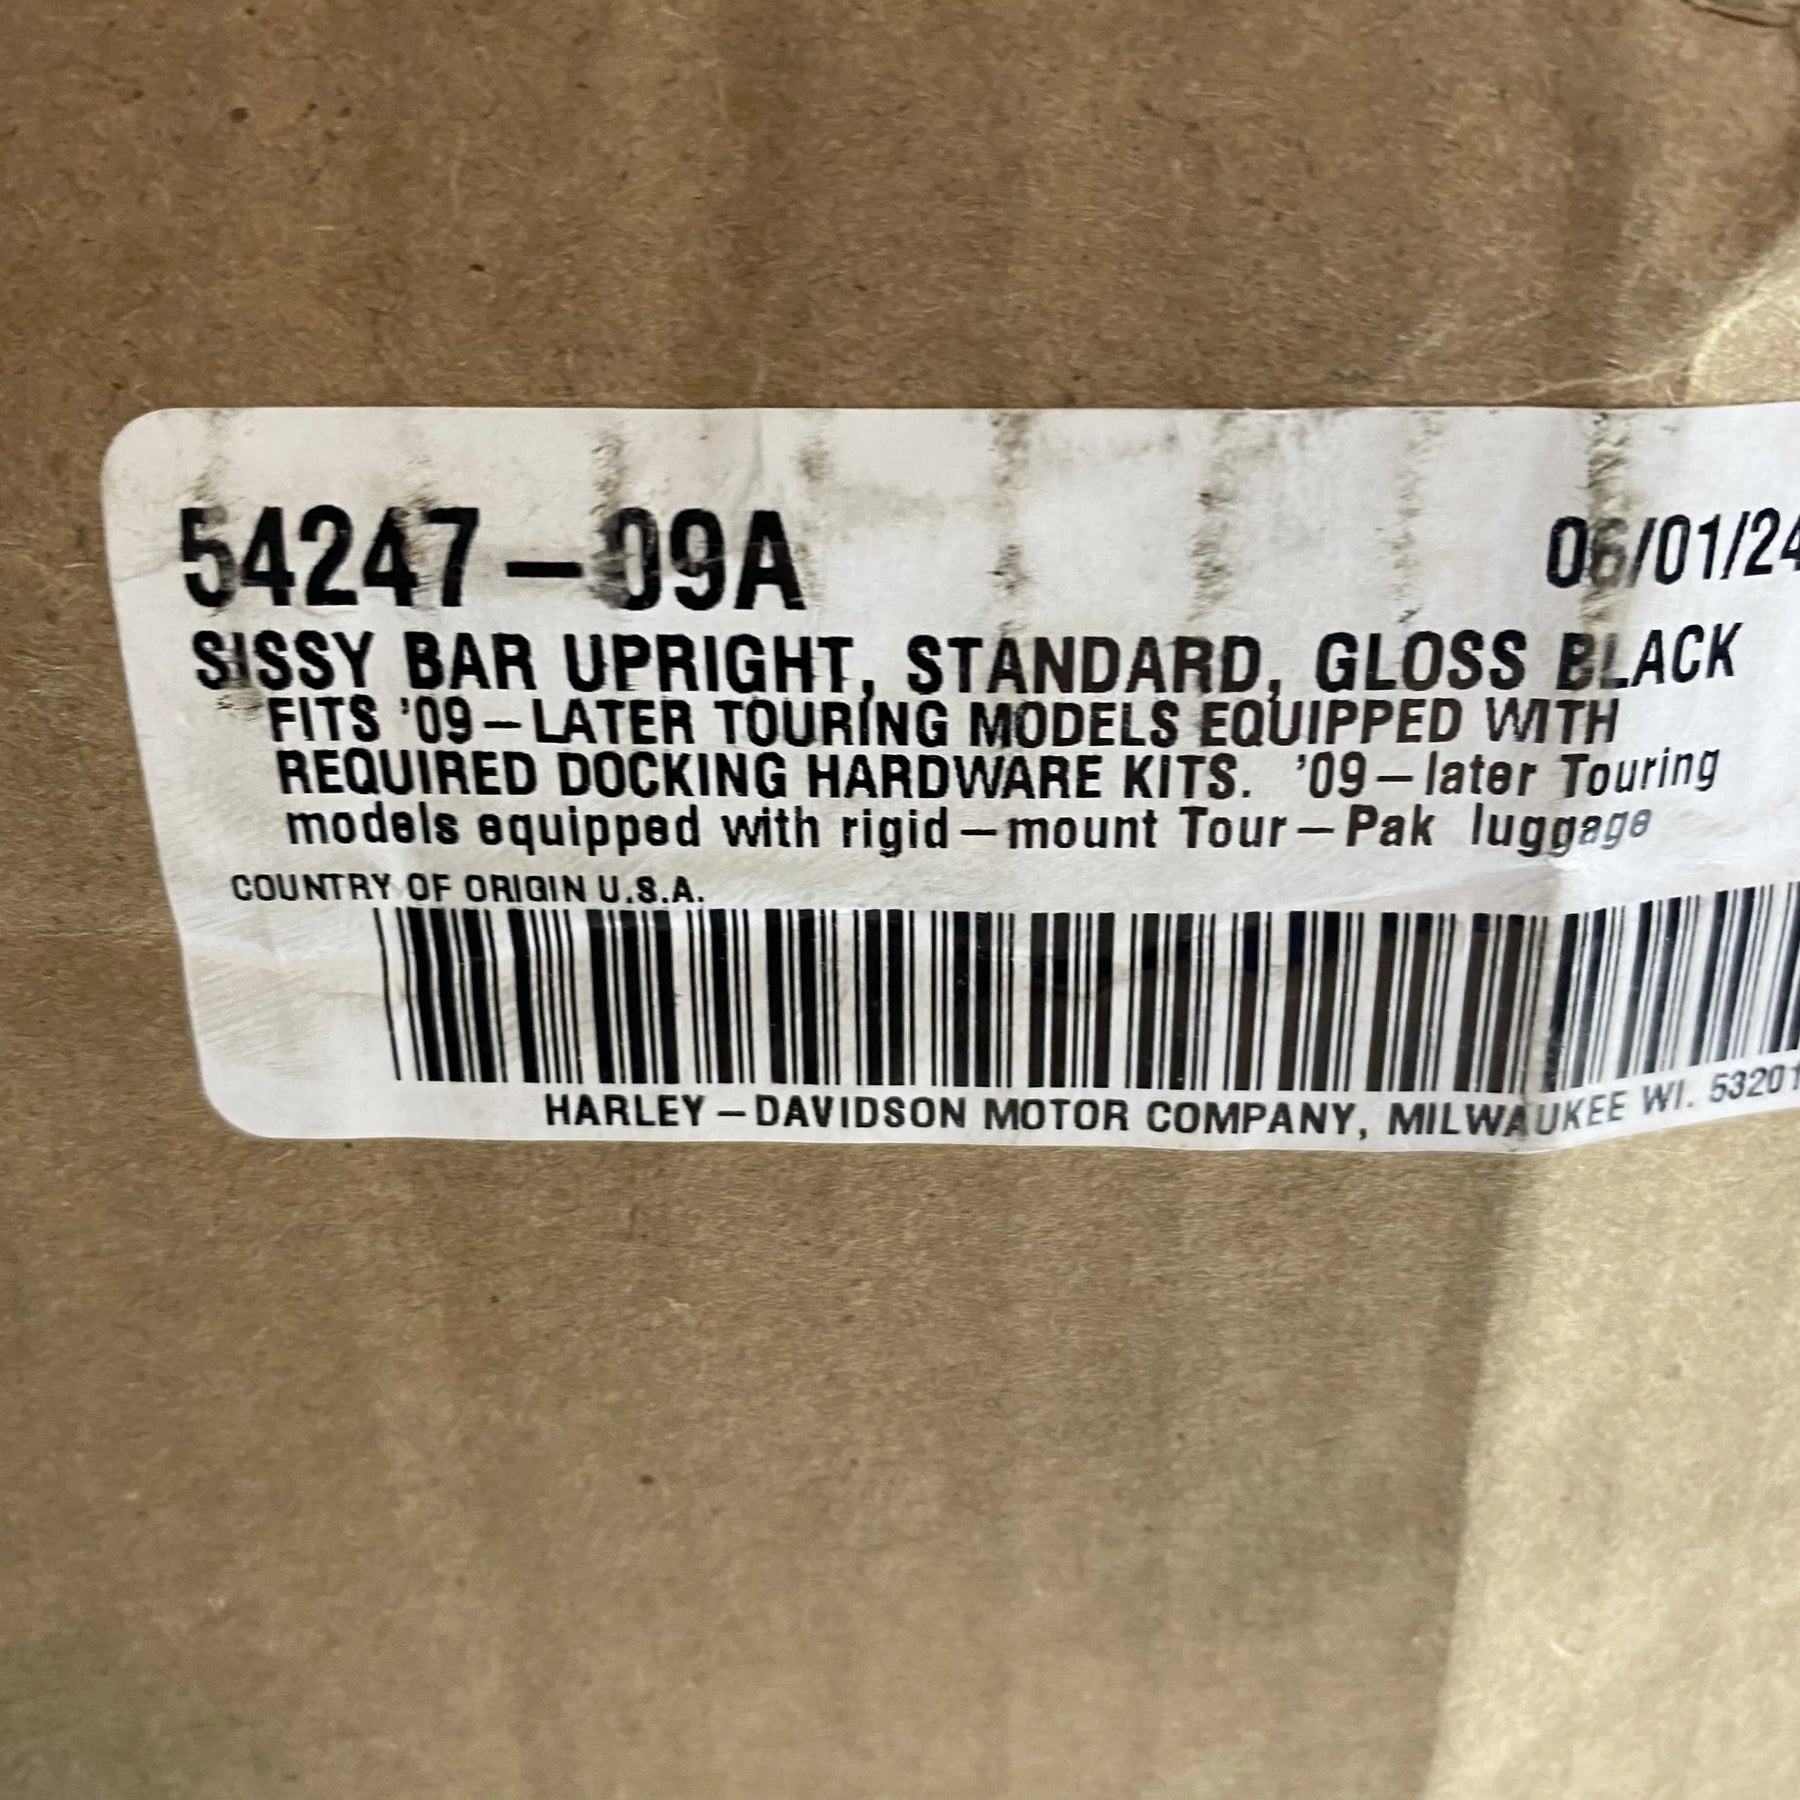 54247-09A 06/01/24
SISSY BAR UPRIGHT, STANDARD, GLOSS BLACK
FITS '09-LATER TOURING MODELS EQUIPPED WITH
REQUIRED DOCKING HARDWARE KITS. '09-later Touring
models equipped with rigid-mount Tour-Pak luggage
COUNTRY OF ORIGIN U.S.A.
HARLEY-DAVIDSON MOTOR COMPANY, MILWAUKEE WI. 53201